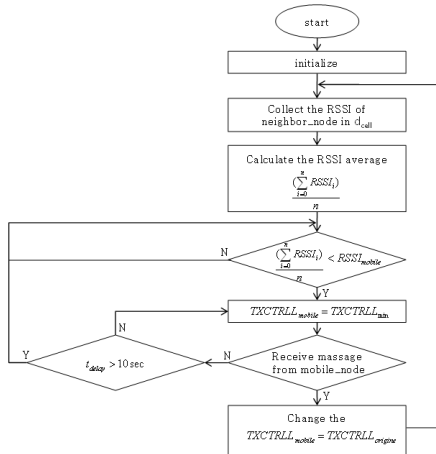 start
initialize
Collect the RSSI of
neighbor_node in d_cell
Calculate the RSSI average
(∑_{i=0}^{n} RSSI_i)
n
(∑_{i=0}^{n} RSSI_i) < RSSI_mobile
n
N
Y
TXCTRLL_mobile = TXCTRLL_min
N
Receive massage
from mobile_node
t_delay > 10 sec
Y
N
Y
Change the
TXCTRLL_mobile = TXCTRLL_origine